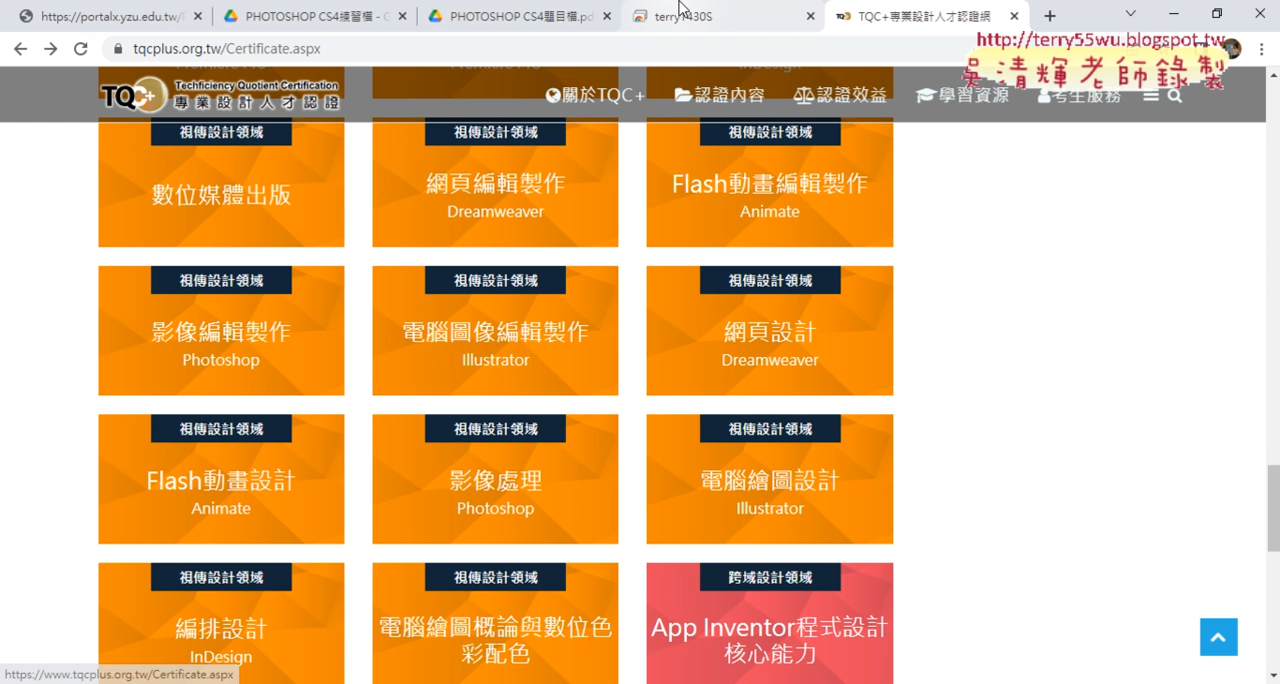 https://portalx.yzu.edu.tw/
PHOTOSHOP CS4練習檔 - G
PHOTOSHOP CS4題目檔.pd
terry1430S
TQC+專業設計人才認證網
tqcplus.org.tw/Certificate.aspx
http://terry55wu.blogspot.tw
吳清輝老師錄製
TQC+ Techficiency Quotient Certification
專業設計人才認證
關於TQC+
認證內容
認證效益
學習資源
考生服務
InDesign
視傳設計領域
數位媒體出版
視傳設計領域
網頁編輯製作
Dreamweaver
視傳設計領域
Flash動畫編輯製作
Animate
視傳設計領域
影像編輯製作
Photoshop
視傳設計領域
電腦圖像編輯製作
Illustrator
視傳設計領域
網頁設計
Dreamweaver
視傳設計領域
Flash動畫設計
Animate
視傳設計領域
影像處理
Photoshop
視傳設計領域
電腦繪圖設計
Illustrator
視傳設計領域
編排設計
InDesign
視傳設計領域
電腦繪圖概論與數位色
彩配色
跨域設計領域
App Inventor程式設計
核心能力
https://www.tqcplus.org.tw/Certificate.aspx